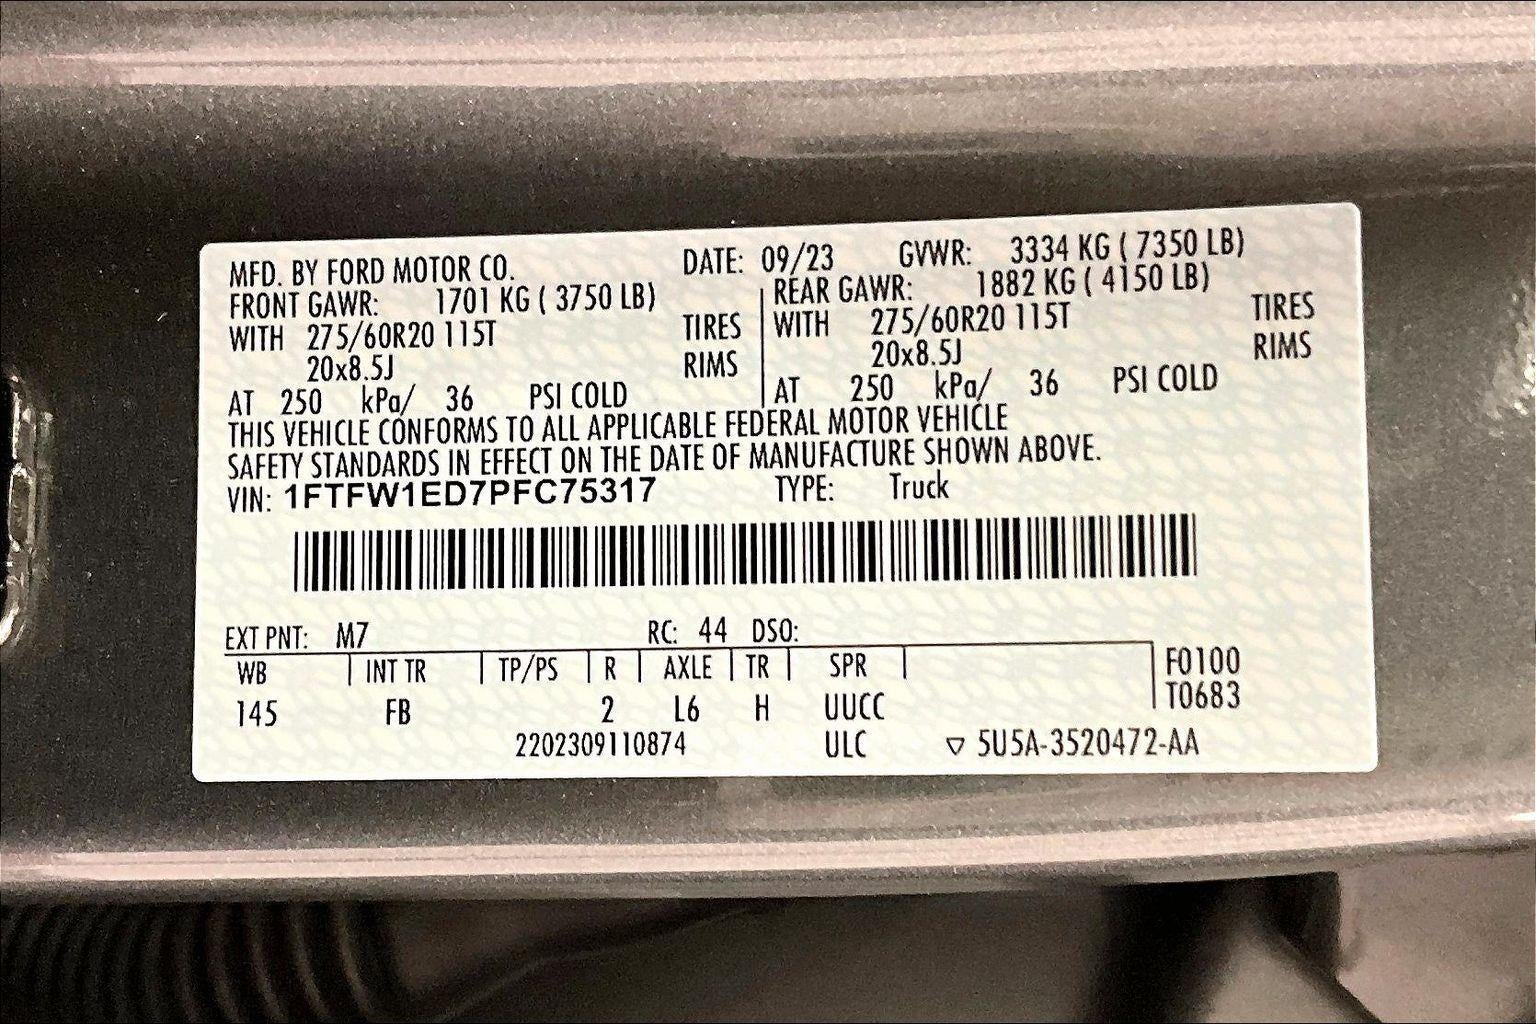 MFD. BY FORD MOTOR CO. DATE: 09/23 GVWR: 3334 KG ( 7350 LB)
FRONT GAWR: 1701 KG ( 3750 LB) REAR GAWR: 1882 KG ( 4150 LB)
WITH 275/60R20 115T TIRES WITH 275/60R20 115T TIRES
20x8.5J RIMS 20x8.5J RIMS
AT 250 kPa/ 36 PSI COLD AT 250 kPa/ 36 PSI COLD
THIS VEHICLE CONFORMS TO ALL APPLICABLE FEDERAL MOTOR VEHICLE
SAFETY STANDARDS IN EFFECT ON THE DATE OF MANUFACTURE SHOWN ABOVE.
VIN: 1FTFW1ED7PFC75317 TYPE: Truck
EXT PNT: M7 RC: 44 DSO:
WB INT TR TP/PS R AXLE TR SPR F0100
145 FB 2 L6 H UUCC T0683
2202309110874 ULC ▽ 5U5A-3520472-AA